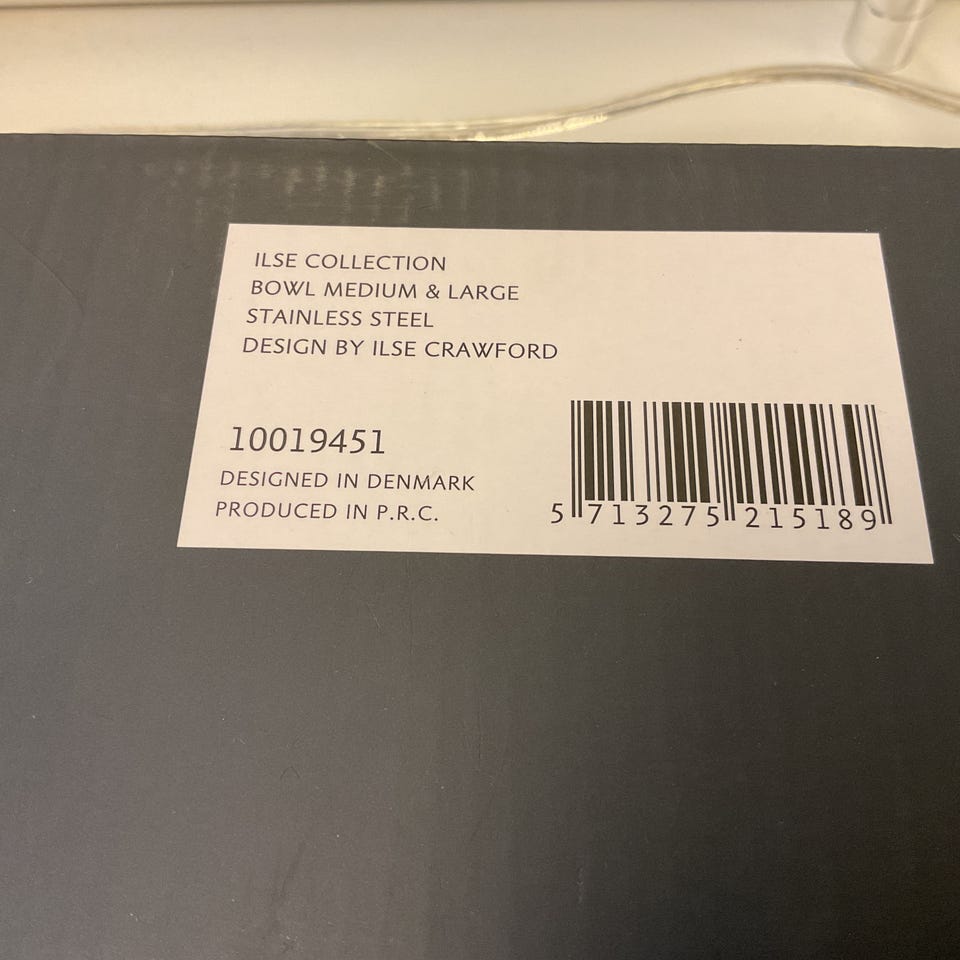 ILSE COLLECTION
BOWL MEDIUM & LARGE
STAINLESS STEEL
DESIGN BY ILSE CRAWFORD
10019451
DESIGNED IN DENMARK
PRODUCED IN P.R.C.
5 713275 215189